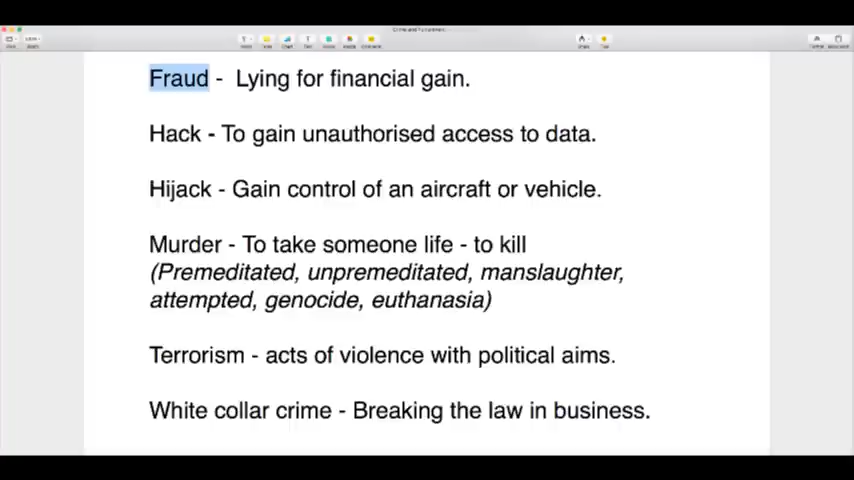 Fraud - Lying for financial gain.
Hack - To gain unauthorised access to data.
Hijack - Gain control of an aircraft or vehicle.
Murder - To take someone life - to kill
(Premeditated, unpremeditated, manslaughter,
attempted, genocide, euthanasia)
Terrorism - acts of violence with political aims.
White collar crime - Breaking the law in business.